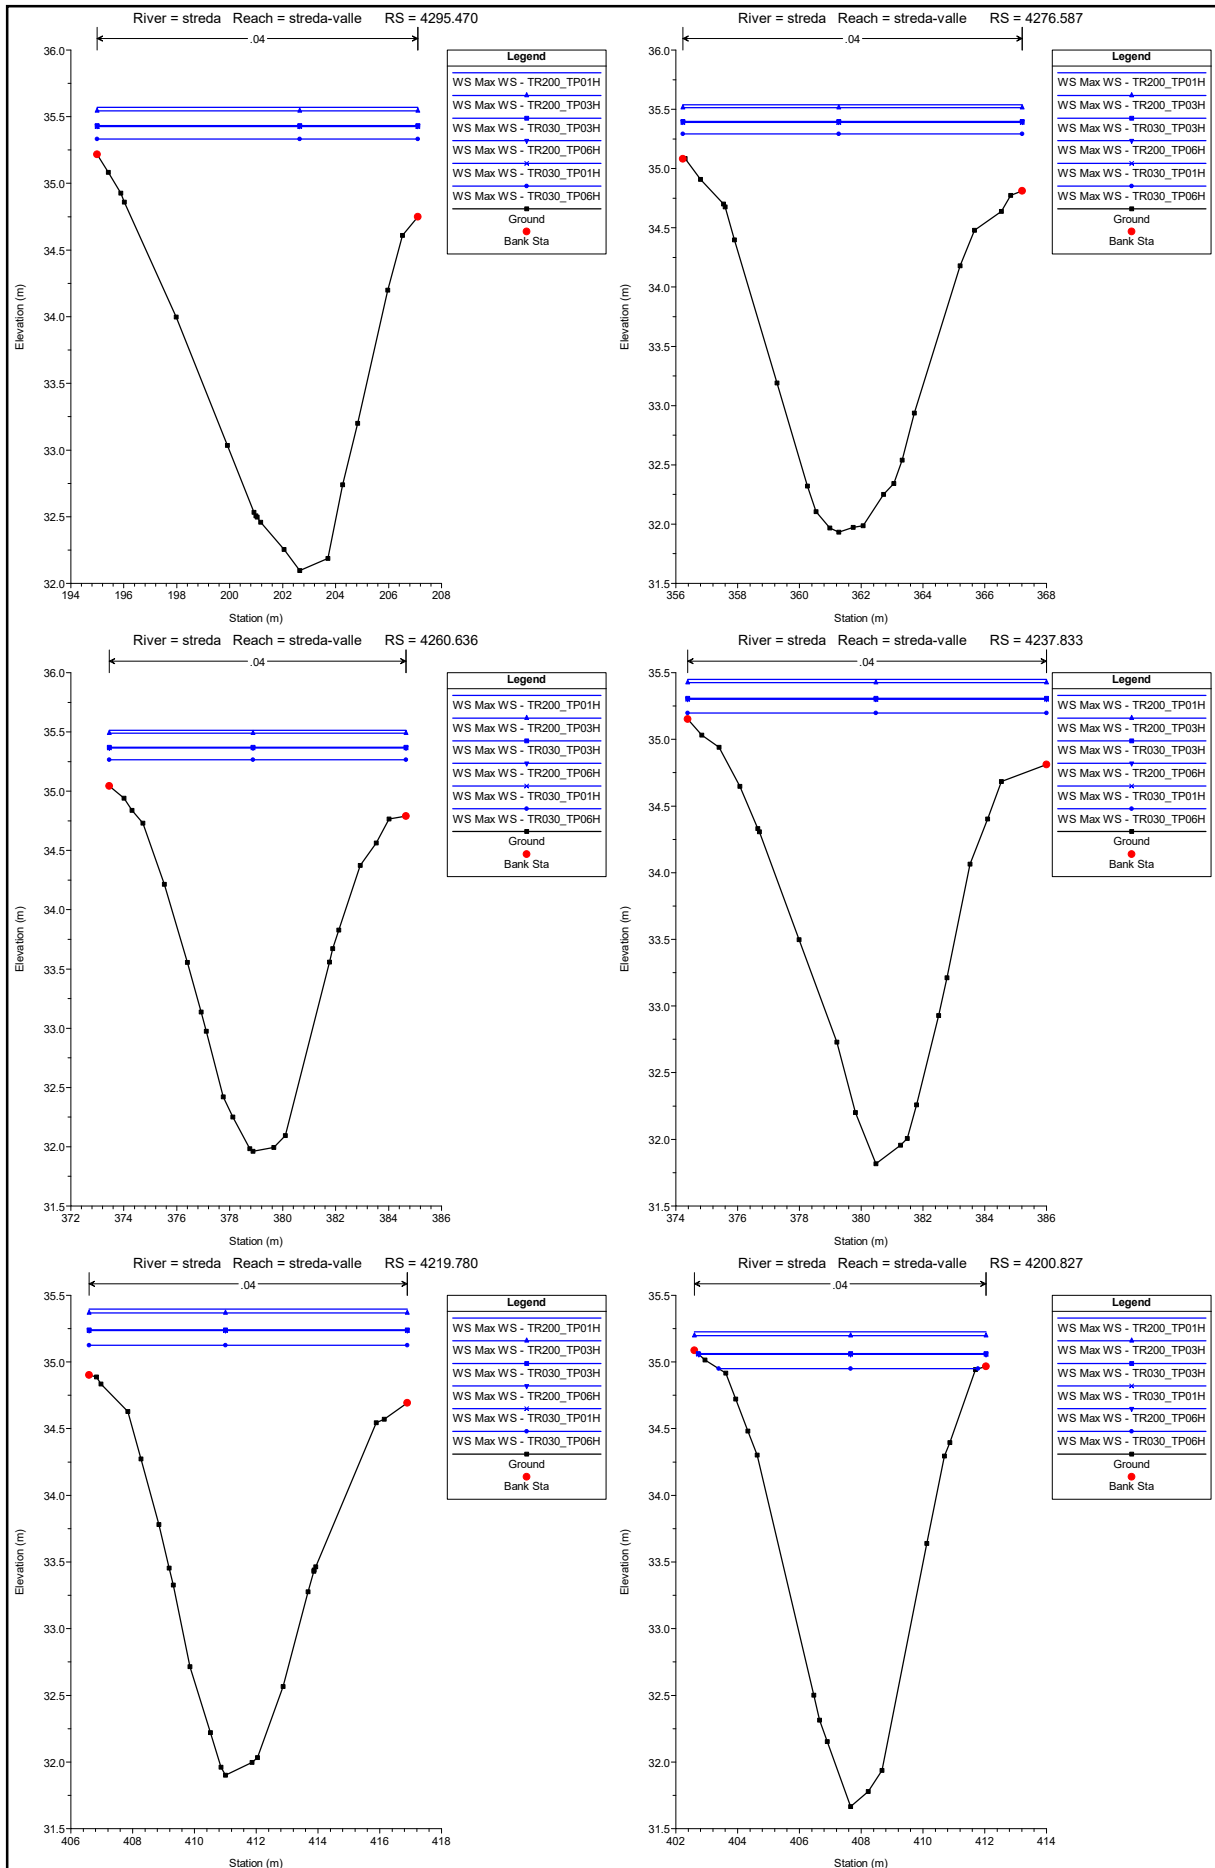 River = streda   Reach = streda-valle   RS = 4295.470
.04
Elevation (m)
36.0
35.5
35.0
34.5
34.0
33.5
33.0
32.5
32.0
194 196 198 200 202 204 206 208
Station (m)
Legend
WS Max WS - TR200_TP01H
WS Max WS - TR200_TP03H
WS Max WS - TR030_TP03H
WS Max WS - TR200_TP06H
WS Max WS - TR030_TP01H
WS Max WS - TR030_TP06H
Ground
Bank Sta
River = streda   Reach = streda-valle   RS = 4276.587
.04
Elevation (m)
36.0
35.5
35.0
34.5
34.0
33.5
33.0
32.5
32.0
31.5
356 358 360 362 364 366 368
Station (m)
Legend
WS Max WS - TR200_TP01H
WS Max WS - TR200_TP03H
WS Max WS - TR030_TP03H
WS Max WS - TR200_TP06H
WS Max WS - TR030_TP01H
WS Max WS - TR030_TP06H
Ground
Bank Sta
River = streda   Reach = streda-valle   RS = 4260.636
.04
Elevation (m)
36.0
35.5
35.0
34.5
34.0
33.5
33.0
32.5
32.0
31.5
372 374 376 378 380 382 384 386
Station (m)
Legend
WS Max WS - TR200_TP01H
WS Max WS - TR200_TP03H
WS Max WS - TR030_TP03H
WS Max WS - TR200_TP06H
WS Max WS - TR030_TP01H
WS Max WS - TR030_TP06H
Ground
Bank Sta
River = streda   Reach = streda-valle   RS = 4237.833
.04
Elevation (m)
35.5
35.0
34.5
34.0
33.5
33.0
32.5
32.0
31.5
374 376 378 380 382 384 386
Station (m)
Legend
WS Max WS - TR200_TP01H
WS Max WS - TR200_TP03H
WS Max WS - TR030_TP03H
WS Max WS - TR200_TP06H
WS Max WS - TR030_TP01H
WS Max WS - TR030_TP06H
Ground
Bank Sta
River = streda   Reach = streda-valle   RS = 4219.780
.04
Elevation (m)
35.5
35.0
34.5
34.0
33.5
33.0
32.5
32.0
31.5
406 408 410 412 414 416 418
Station (m)
Legend
WS Max WS - TR200_TP01H
WS Max WS - TR200_TP03H
WS Max WS - TR030_TP03H
WS Max WS - TR200_TP06H
WS Max WS - TR030_TP01H
WS Max WS - TR030_TP06H
Ground
Bank Sta
River = streda   Reach = streda-valle   RS = 4200.827
.04
Elevation (m)
35.5
35.0
34.5
34.0
33.5
33.0
32.5
32.0
31.5
402 404 406 408 410 412 414
Station (m)
Legend
WS Max WS - TR200_TP01H
WS Max WS - TR200_TP03H
WS Max WS - TR030_TP03H
WS Max WS - TR030_TP01H
WS Max WS - TR200_TP06H
WS Max WS - TR030_TP06H
Ground
Bank Sta